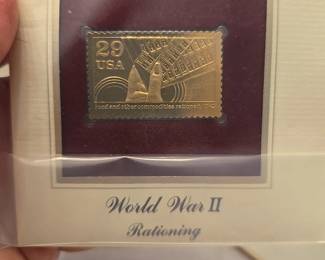 29
USA
Food and other commodities rationed, 1942
World War II
Rationing